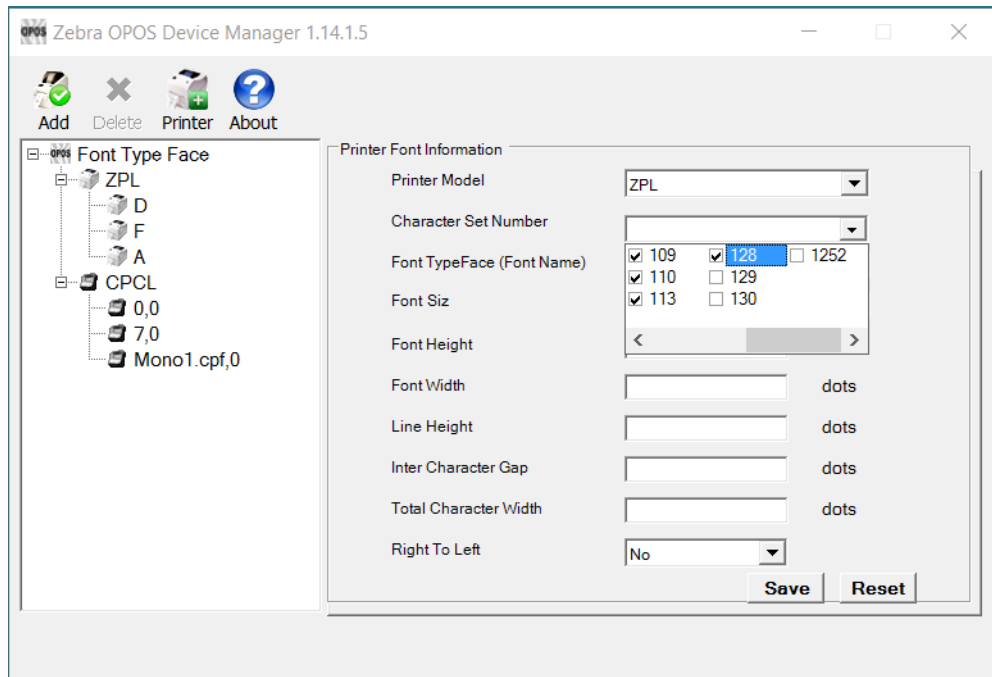 OPOS Zebra OPOS Device Manager 1.14.1.5
Add Delete Printer About
OPOS Font Type Face
ZPL
D
F
A
CPCL
0,0
7,0
Mono1.cpf,0
Printer Font Information
Printer Model ZPL
Character Set Number
109 128 1252
110 129
113 130
Font TypeFace (Font Name)
Font Siz
Font Height
Font Width dots
Line Height dots
Inter Character Gap dots
Total Character Width dots
Right To Left No
Save Reset